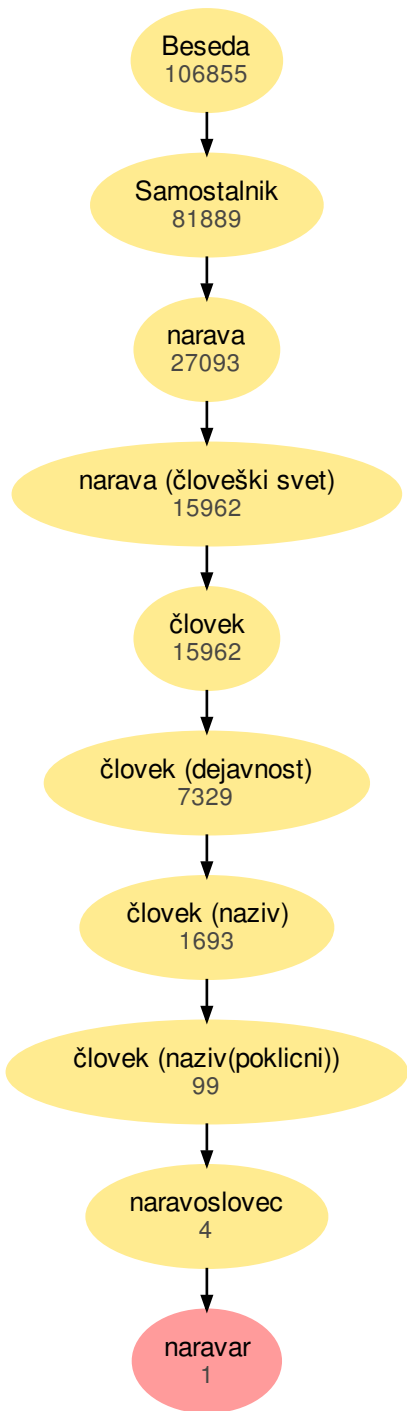 Beseda
106855
Samostalnik
81889
narava
27093
narava (človeški svet)
15962
človek
15962
človek (dejavnost)
7329
človek (naziv)
1693
človek (naziv(poklicni))
99
naravoslovec
4
naravar
1